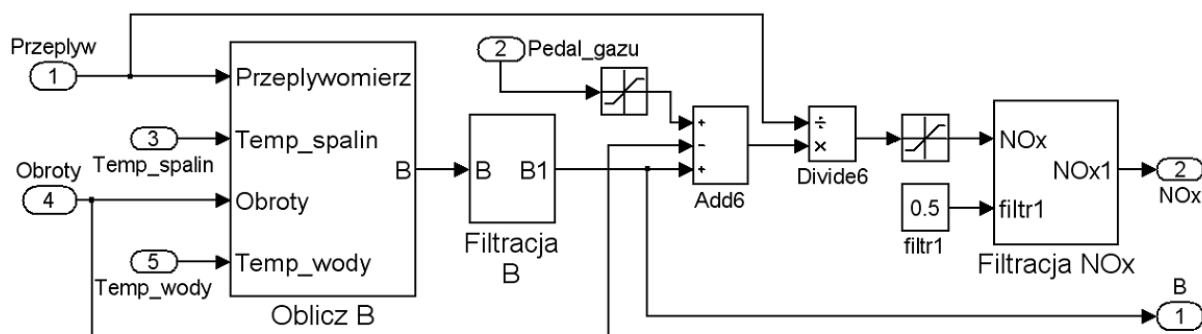 Przeplyw
1
Przeplywomierz
3
Temp_spalin
Temp_spalin
Obroty
4
Obroty
5
Temp_wody
Temp_wody
B
Oblicz B
B
B1
Filtracja
B
2
Pedal_gazu
+
-
+
Add6
÷
×
Divide6
0.5
filtr1
NOx
NOx1
filtr1
Filtracja NOx
2
NOx
B
1